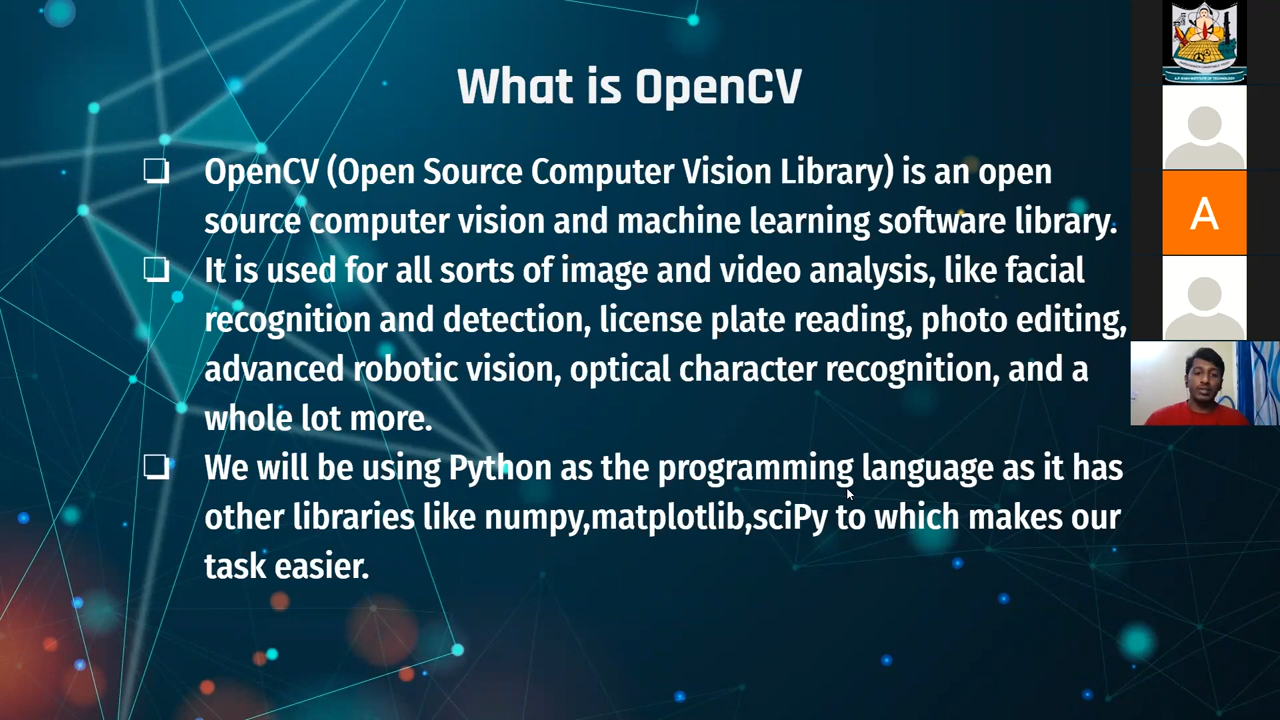 What is OpenCV
❑ OpenCV (Open Source Computer Vision Library) is an open
source computer vision and machine learning software library.
❑ It is used for all sorts of image and video analysis, like facial
recognition and detection, license plate reading, photo editing,
advanced robotic vision, optical character recognition, and a
whole lot more.
❑ We will be using Python as the programming language as it has
other libraries like numpy,matplotlib,sciPy to which makes our
task easier.
A